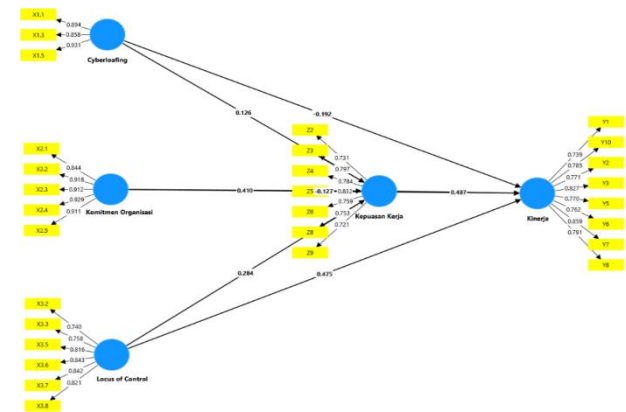 X3.1
X3.3
X3.5
0.894
0.858
0.931
Cyberloafing
-0.192
0.126
X2.1
X2.2
X2.3
X2.4
X2.5
0.844
0.918
0.912
0.929
0.911
Komitmen Organisasi
0.410
-0.127
Z2
Z3
Z4
Z5
Z6
Z8
Z9
0.731
0.797
0.784
0.832
0.759
0.753
0.721
Kepuasan Kerja
0.487
Y1
Y10
Y2
Y3
Y5
Y6
Y7
Y8
0.739
0.785
0.771
0.827
0.770
0.762
0.791
Kinerja
0.284
0.475
X3.2
X3.3
X3.5
X3.6
X3.7
X3.8
0.740
0.758
0.816
0.843
0.842
0.821
Locus of Control